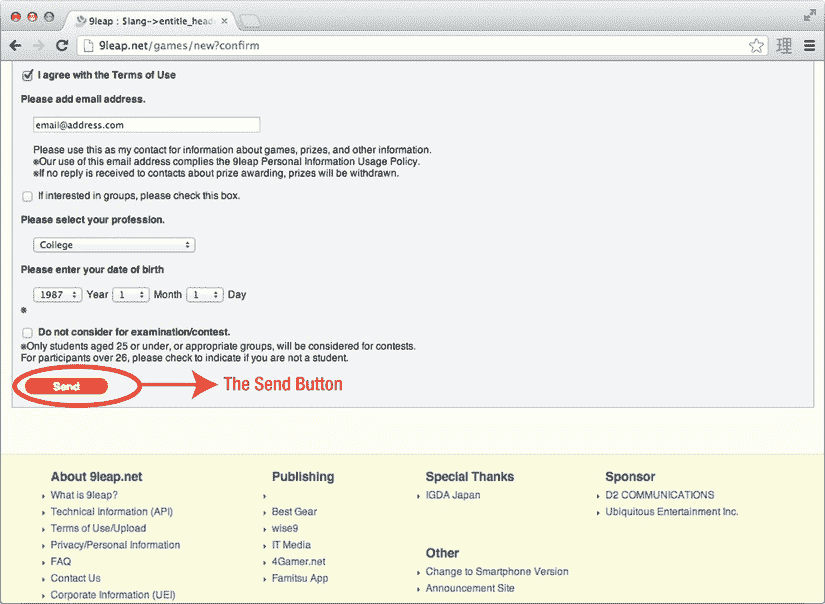 9leap : $lang->entitle_head
9leap.net/games/new?confirm
理
I agree with the Terms of Use
Please add email address.
email@address.com
Please use this as my contact for information about games, prizes, and other information.
※Our use of this email address complies the 9leap Personal Information Usage Policy.
※If no reply is received to contacts about prize awarding, prizes will be withdrawn.
If interested in groups, please check this box.
Please select your profession.
College
Please enter your date of birth
1987 Year 1 Month 1 Day
※
Do not consider for examination/contest.
※Only students aged 25 or under, or appropriate groups, will be considered for contests.
For participants over 26, please check to indicate if you are not a student.
Send
The Send Button
About 9leap.net
What is 9leap?
Technical Information (API)
Terms of Use/Upload
Privacy/Personal Information
FAQ
Contact Us
Corporate Information (UEI)
Publishing
Best Gear
wise9
IT Media
4Gamer.net
Famitsu App
Special Thanks
IGDA Japan
Other
Change to Smartphone Version
Announcement Site
Sponsor
D2 COMMUNICATIONS
Ubiquitous Entertainment Inc.